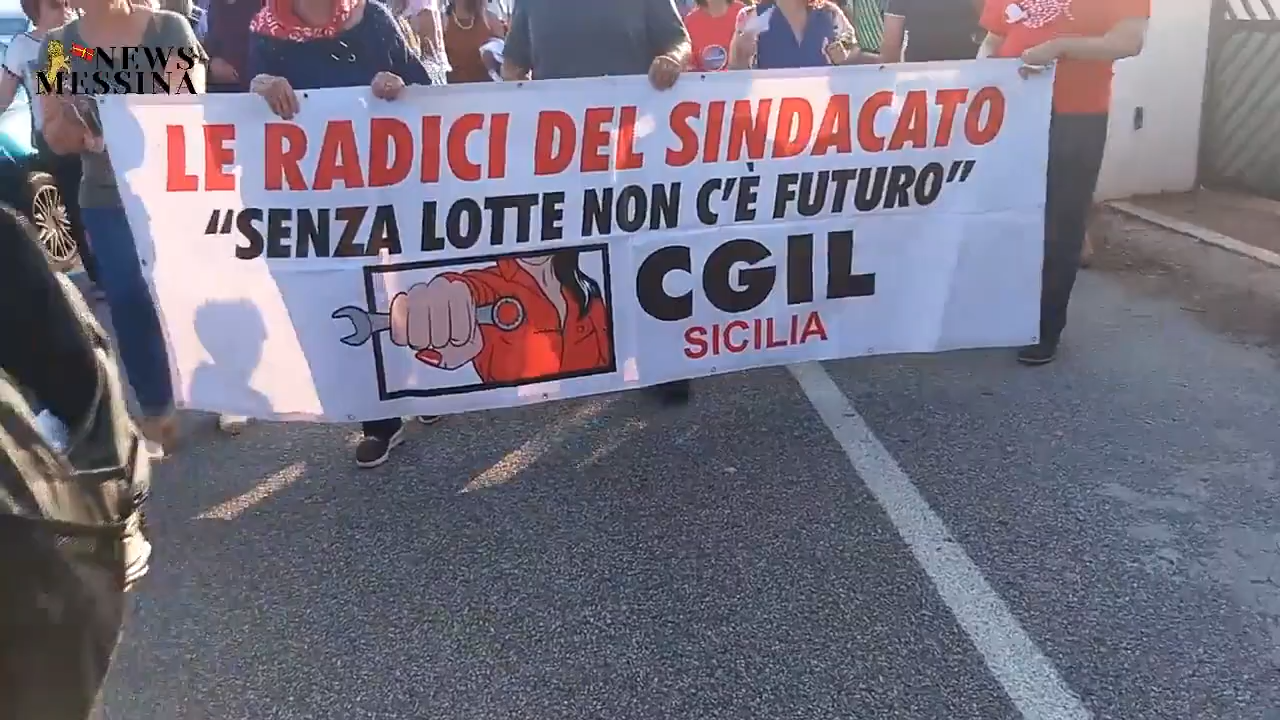 NEWS
MESSINA
LE RADICI DEL SINDACATO
“SENZA LOTTE NON C’È FUTURO”
CGIL
SICILIA